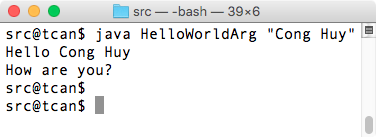 src — -bash — 39×6
src@tcan$ java HelloWorldArg "Cong Huy"
Hello Cong Huy
How are you?
src@tcan$
src@tcan$